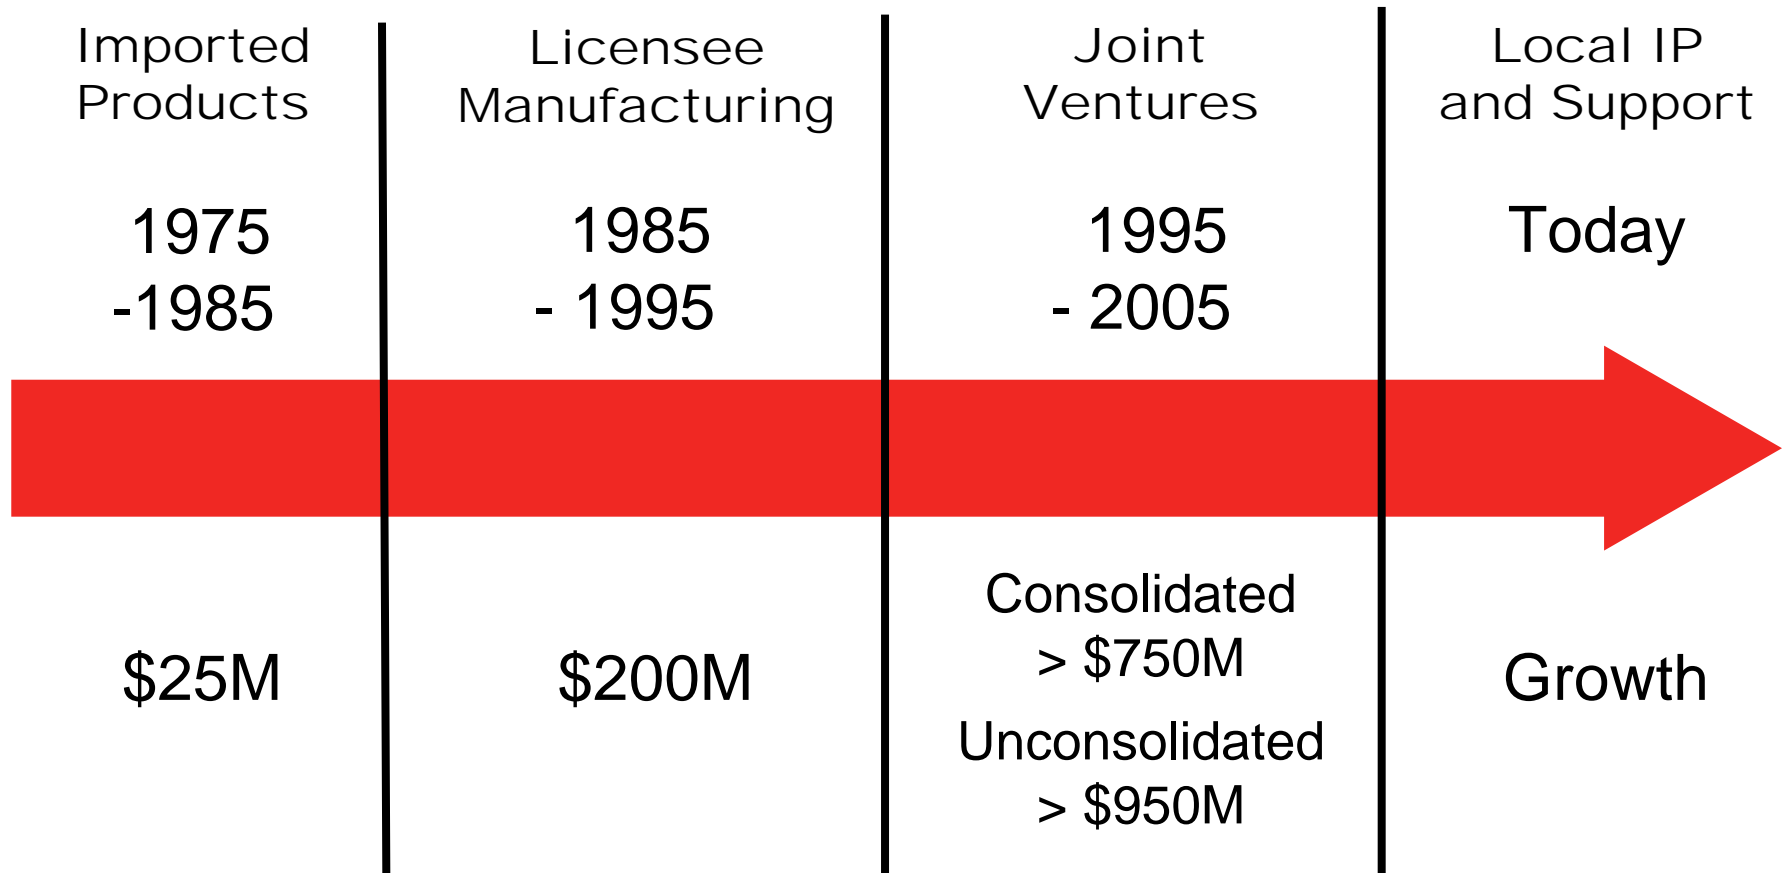 Imported
Products
1975
-1985
$25M
Licensee
Manufacturing
1985
- 1995
$200M
Joint
Ventures
1995
- 2005
Consolidated
> $750M
Unconsolidated
> $950M
Local IP
and Support
Today
Growth